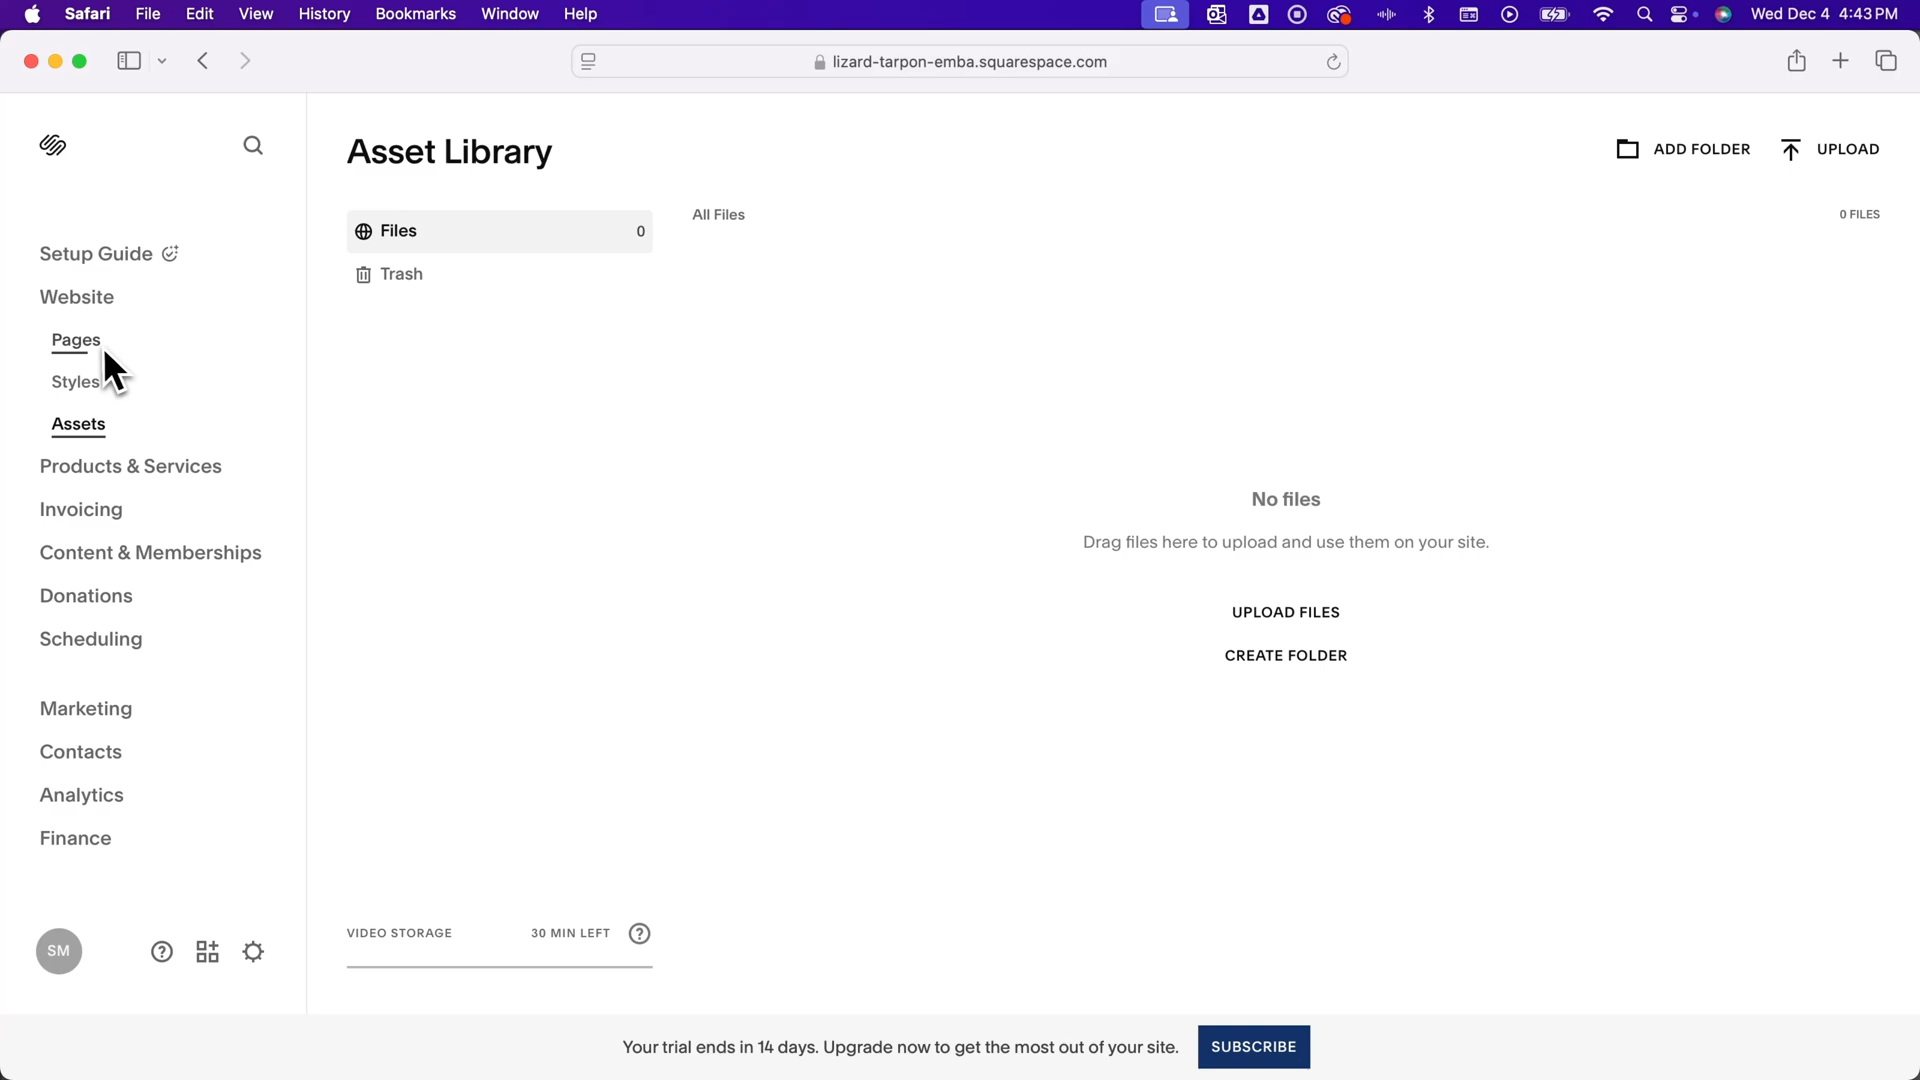 Safari File Edit View History Bookmarks Window Help Wed Dec 4 4:43 PM
lizard-tarpon-emba.squarespace.com
Asset Library
ADD FOLDER
UPLOAD
Setup Guide
Website
Pages
Styles
Assets
Products & Services
Invoicing
Content & Memberships
Donations
Scheduling
Marketing
Contacts
Analytics
Finance
SM
Files 0
Trash
All Files
0 FILES
No files
Drag files here to upload and use them on your site.
UPLOAD FILES
CREATE FOLDER
VIDEO STORAGE 30 MIN LEFT
Your trial ends in 14 days. Upgrade now to get the most out of your site. SUBSCRIBE